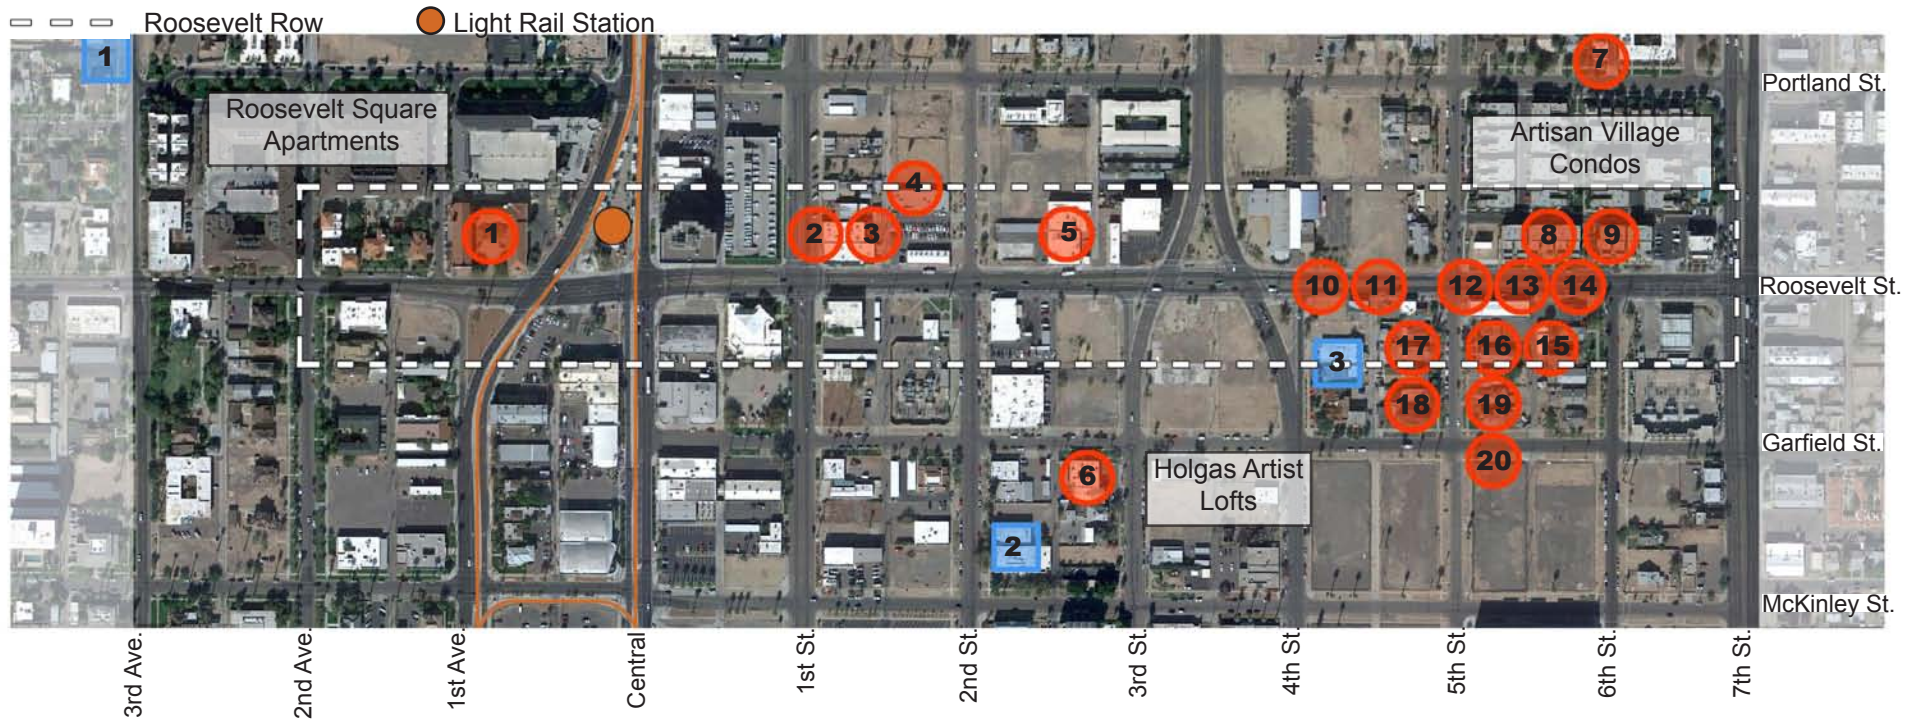 Roosevelt Row
Light Rail Station
1
7
Portland St.
Roosevelt Square
Apartments
Artisan Village
Condos
4
1
2
3
5
8
9
10
11
12
13
14
Roosevelt St.
3
17
16
15
18
19
Garfield St.
20
6
Holgas Artist
Lofts
2
McKinley St.
3rd Ave.
2nd Ave.
1st Ave.
Central
1st St.
2nd St.
3rd St.
4th St.
5th St.
6th St.
7th St.